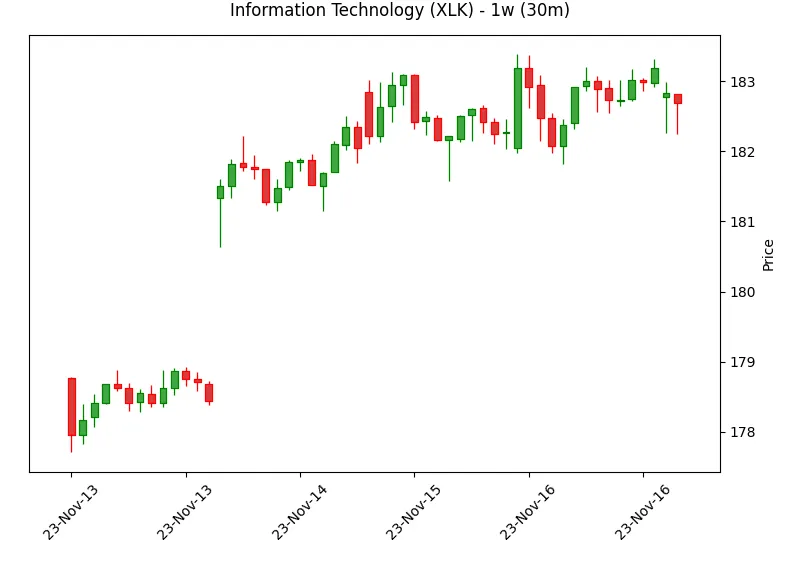 Information Technology (XLK) - 1w (30m)
183
182
181
180
179
178
Price
23-Nov-13
23-Nov-13
23-Nov-14
23-Nov-15
23-Nov-16
23-Nov-16